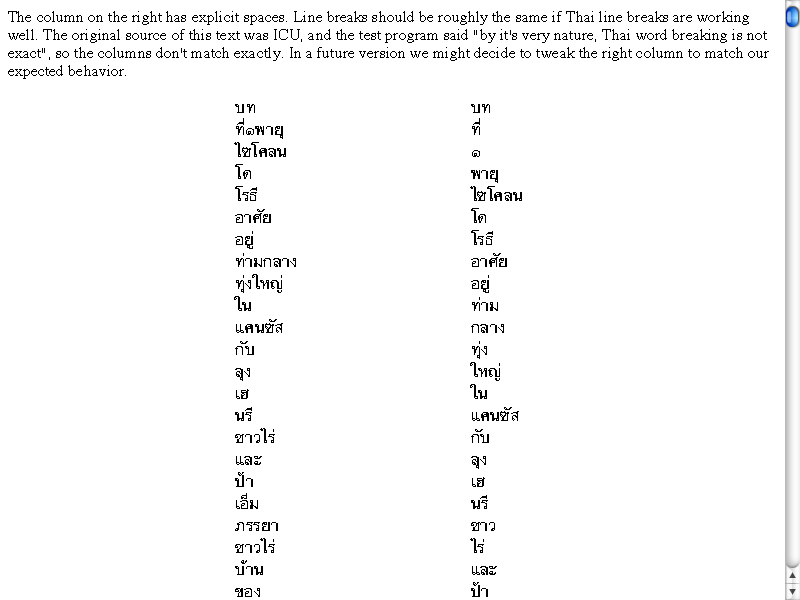 The column on the right has explicit spaces. Line breaks should be roughly the same if Thai line breaks are working
well. The original source of this text was ICU, and the test program said "by it's very nature, Thai word breaking is not
exact", so the columns don't match exactly. In a future version we might decide to tweak the right column to match our
expected behavior.
บท
ที่๑พายุ
ไซโคลน
โด
โรธี
อาศัย
อยู่
ท่ามกลาง
ทุ่งใหญ่
ใน
แคนซัส
กับ
ลุง
เฮ
นรี
ชาวไร่
และ
ป้า
เอ็ม
ภรรยา
ชาวไร่
บ้าน
ของ
บท
ที่
๑
พายุ
ไซโคลน
โด
โรธี
อาศัย
อยู่
ท่าม
กลาง
ทุ่ง
ใหญ่
ใน
แคนซัส
กับ
ลุง
เฮ
นรี
ชาว
ไร่
และ
ป้า